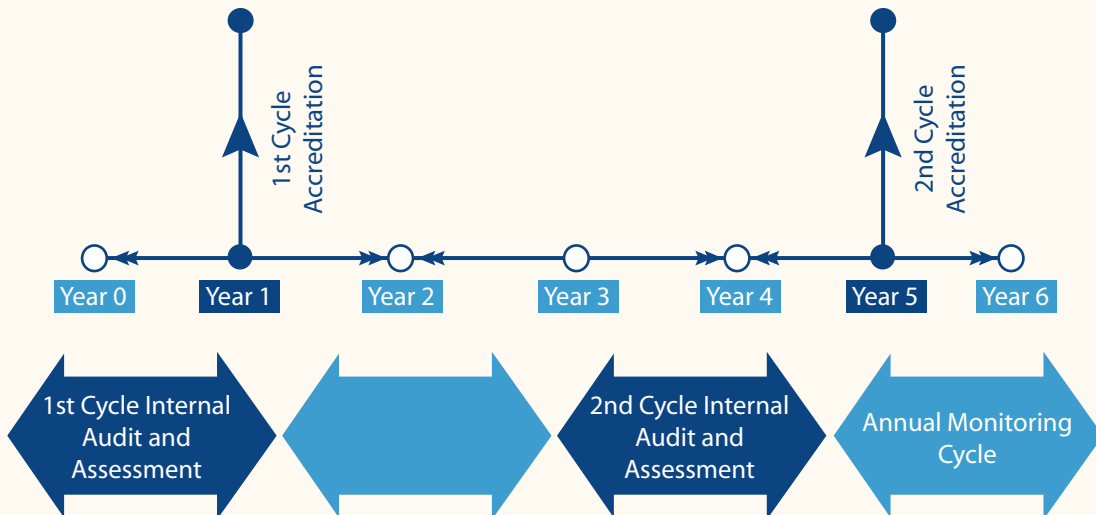 1st Cycle
Accreditation
2nd Cycle
Accreditation
Year 0
Year 1
Year 2
Year 3
Year 4
Year 5
Year 6
1st Cycle Internal
Audit and
Assessment
2nd Cycle Internal
Audit and
Assessment
Annual Monitoring
Cycle